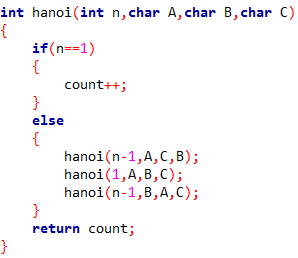 int hanoi(int n,char A,char B,char C)
{
    if(n==1)
    {
        count++;
    }
    else
    {
        hanoi(n-1,A,C,B);
        hanoi(1,A,B,C);
        hanoi(n-1,B,A,C);
    }
    return count;
}